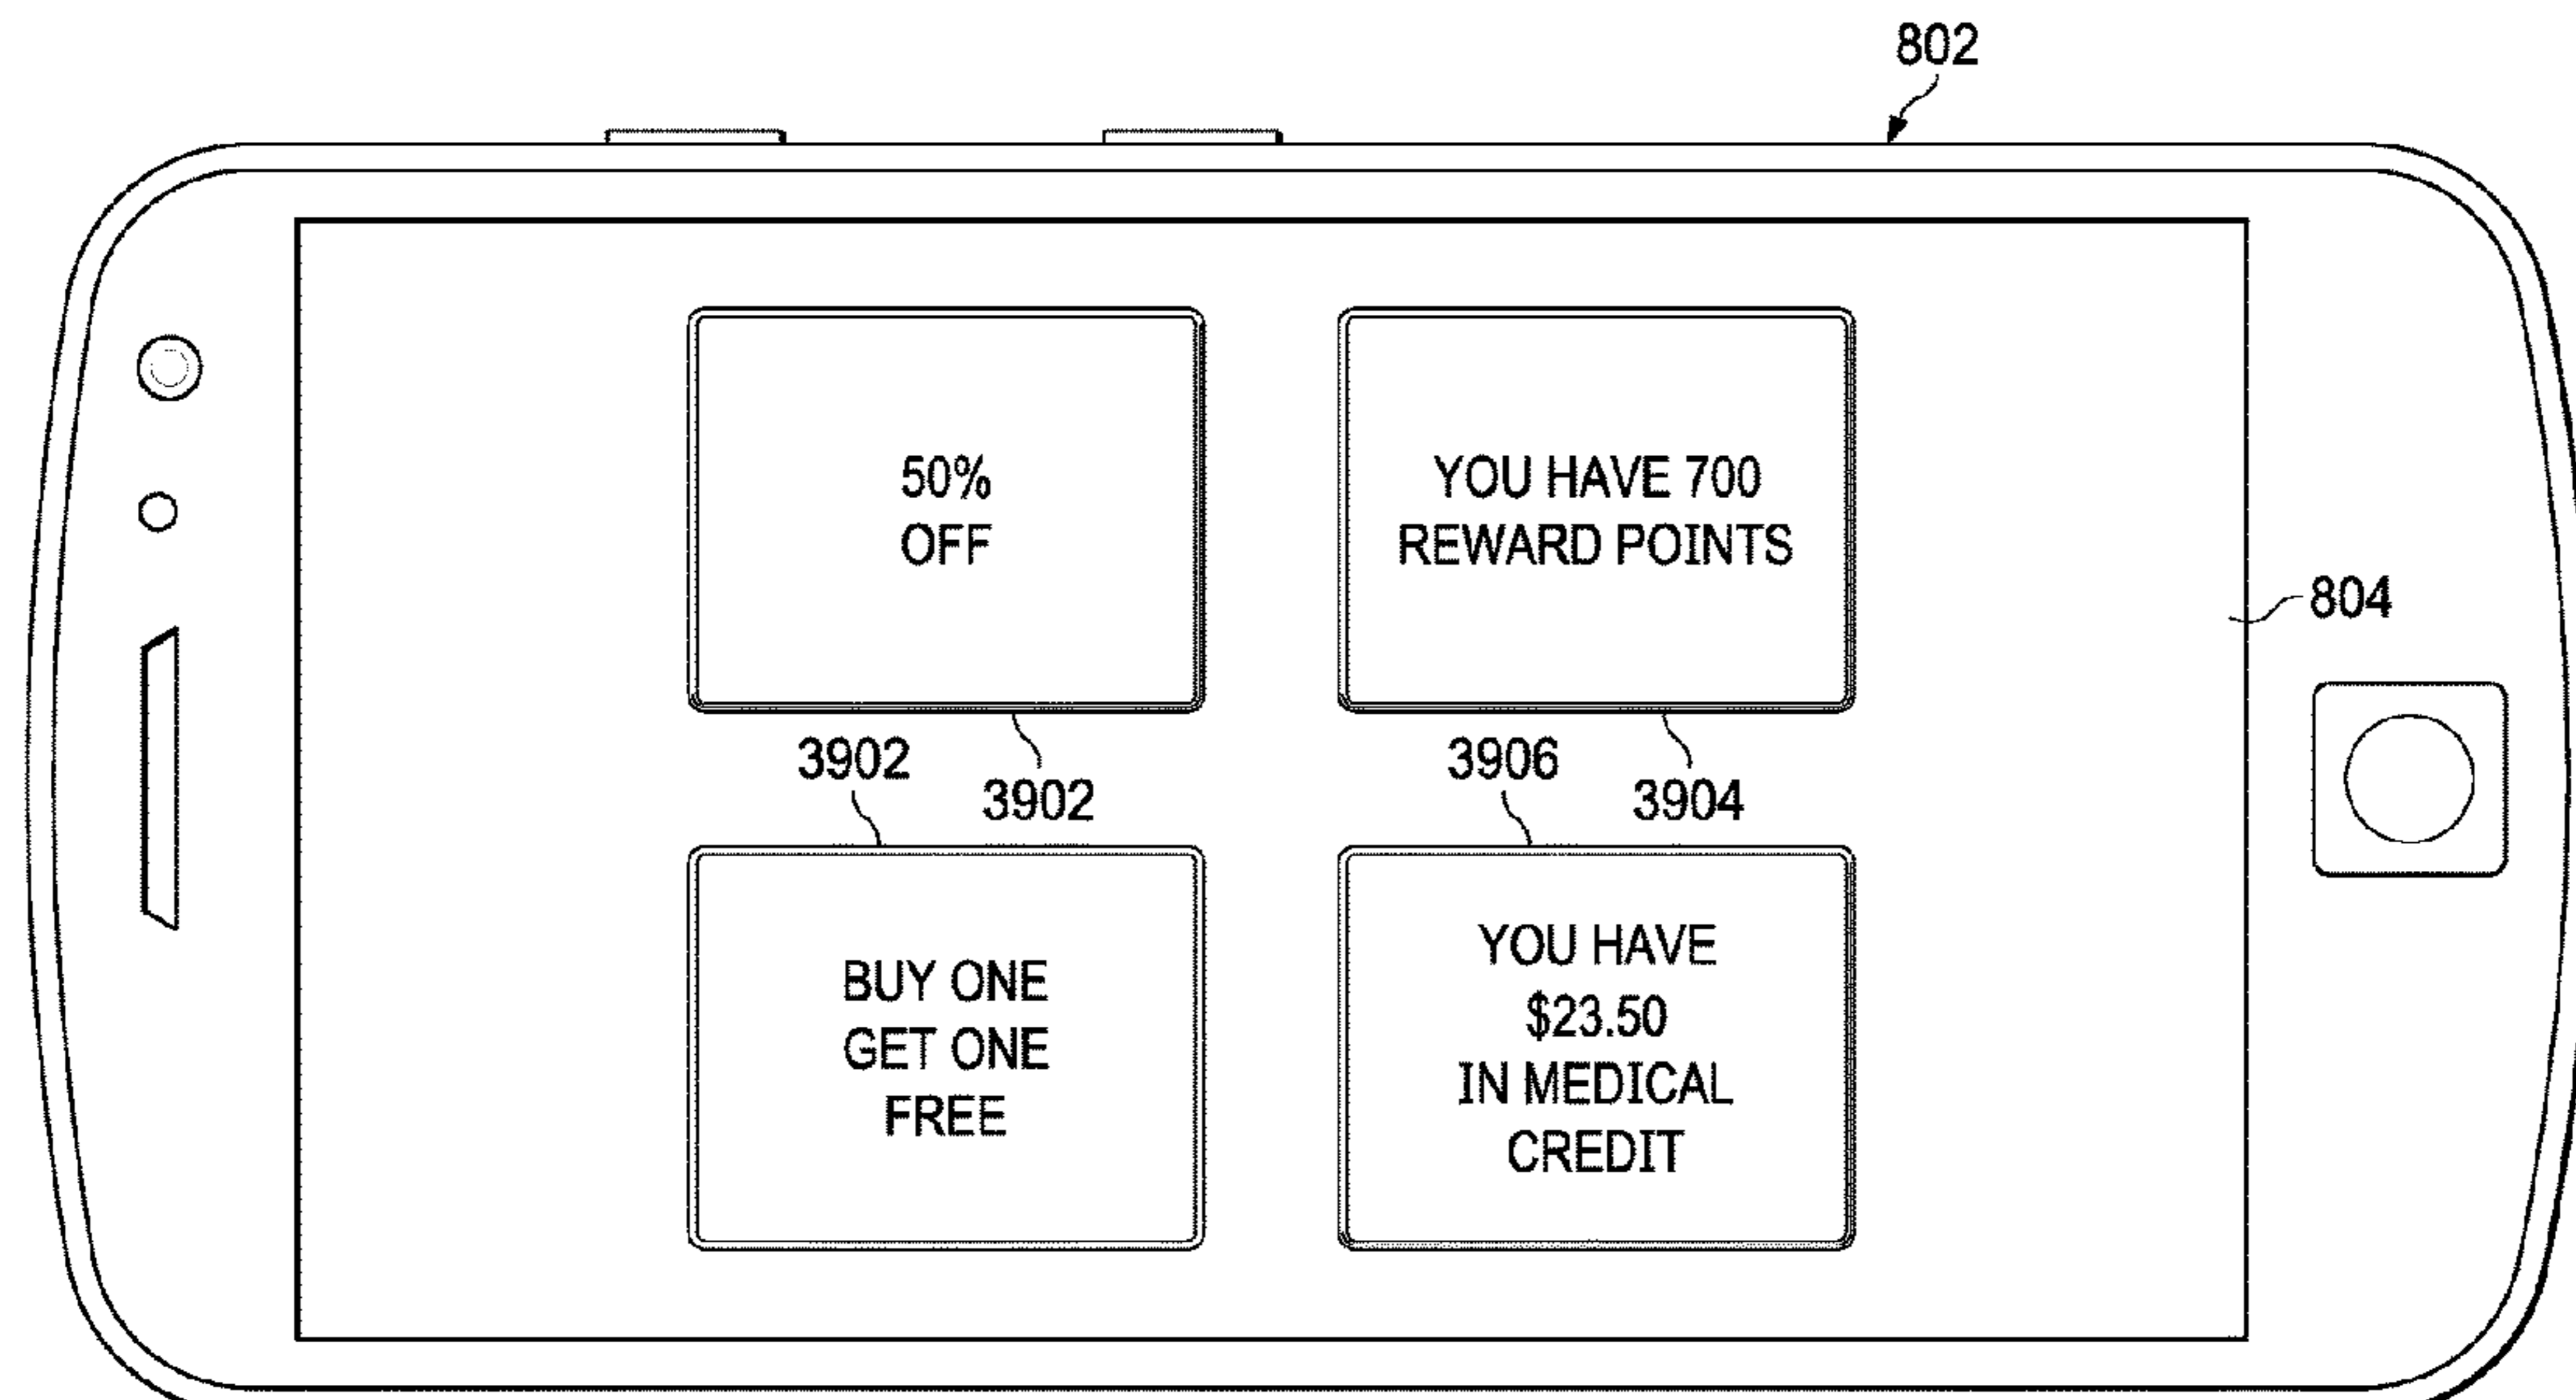 802
50%
OFF
YOU HAVE 700
REWARD POINTS
804
3902
3902
3906
3904
BUY ONE
GET ONE
FREE
YOU HAVE
$23.50
IN MEDICAL
CREDIT